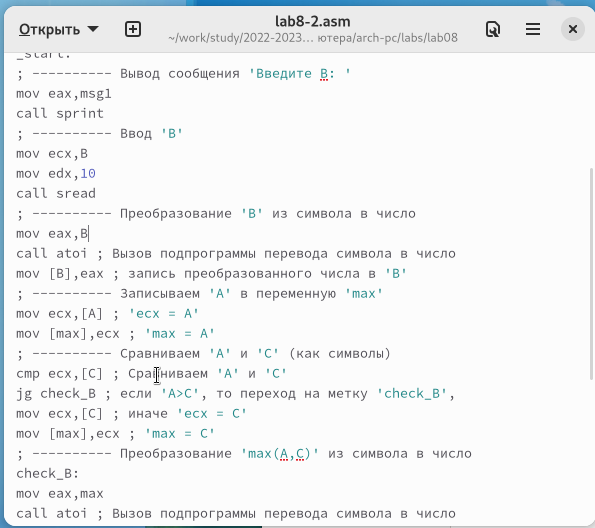 Открыть
lab8-2.asm
~/work/study/2022-2023… ютера/arch-pc/labs/lab08
_start:
; ---------- Вывод сообщения 'Введите B: '
mov eax,msg1
call sprint
; ---------- Ввод 'B'
mov ecx,B
mov edx,10
call sread
; ---------- Преобразование 'B' из символа в число
mov eax,B
call atoi ; Вызов подпрограммы перевода символа в число
mov [B],eax ; запись преобразованного числа в 'B'
; ---------- Записываем 'A' в переменную 'max'
mov ecx,[A] ; 'ecx = A'
mov [max],ecx ; 'max = A'
; ---------- Сравниваем 'A' и 'C' (как символы)
cmp ecx,[C] ; Сравниваем 'A' и 'C'
jg check_B ; если 'A>C', то переход на метку 'check_B',
mov ecx,[C] ; иначе 'ecx = C'
mov [max],ecx ; 'max = C'
; ---------- Преобразование 'max(A,C)' из символа в число
check_B:
mov eax,max
call atoi ; Вызов подпрограммы перевода символа в число